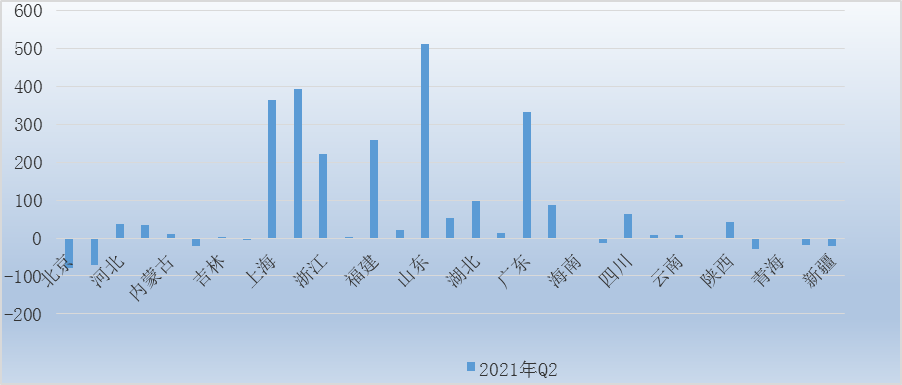 600
500
400
300
200
100
0
-100
-200
北京
河北
内蒙古
吉林
上海
浙江
福建
山东
湖北
广东
海南
四川
云南
陕西
青海
新疆
2021年Q2